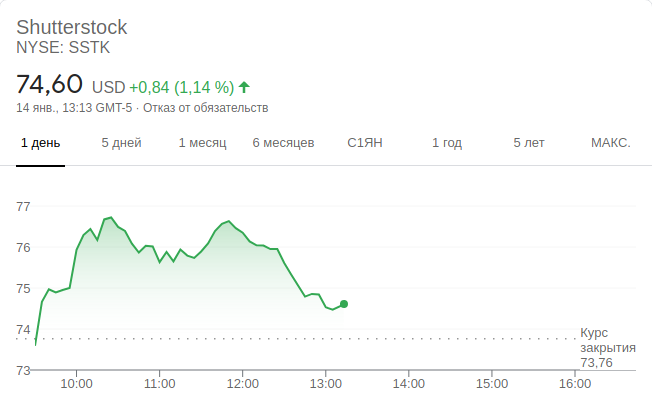 Shutterstock
NYSE: SSTK
74,60 USD +0,84 (1,14 %)
14 янв., 13:13 GMT-5 · Отказ от обязательств
1 день 5 дней 1 месяц 6 месяцев С1ЯН 1 год 5 лет МАКС.
77
76
75
74
Курс
закрытия
73,76
73
10:00 11:00 12:00 13:00 14:00 15:00 16:00